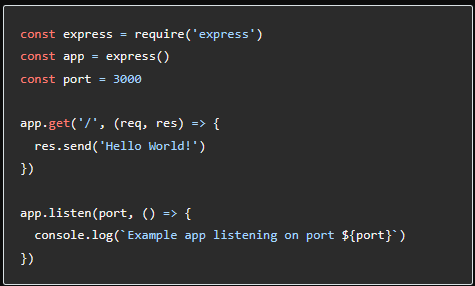 const express = require('express')
const app = express()
const port = 3000
app.get('/', (req, res) => {
res.send('Hello World!')
})
app.listen(port, () => {
console.log(`Example app listening on port ${port}`)
})